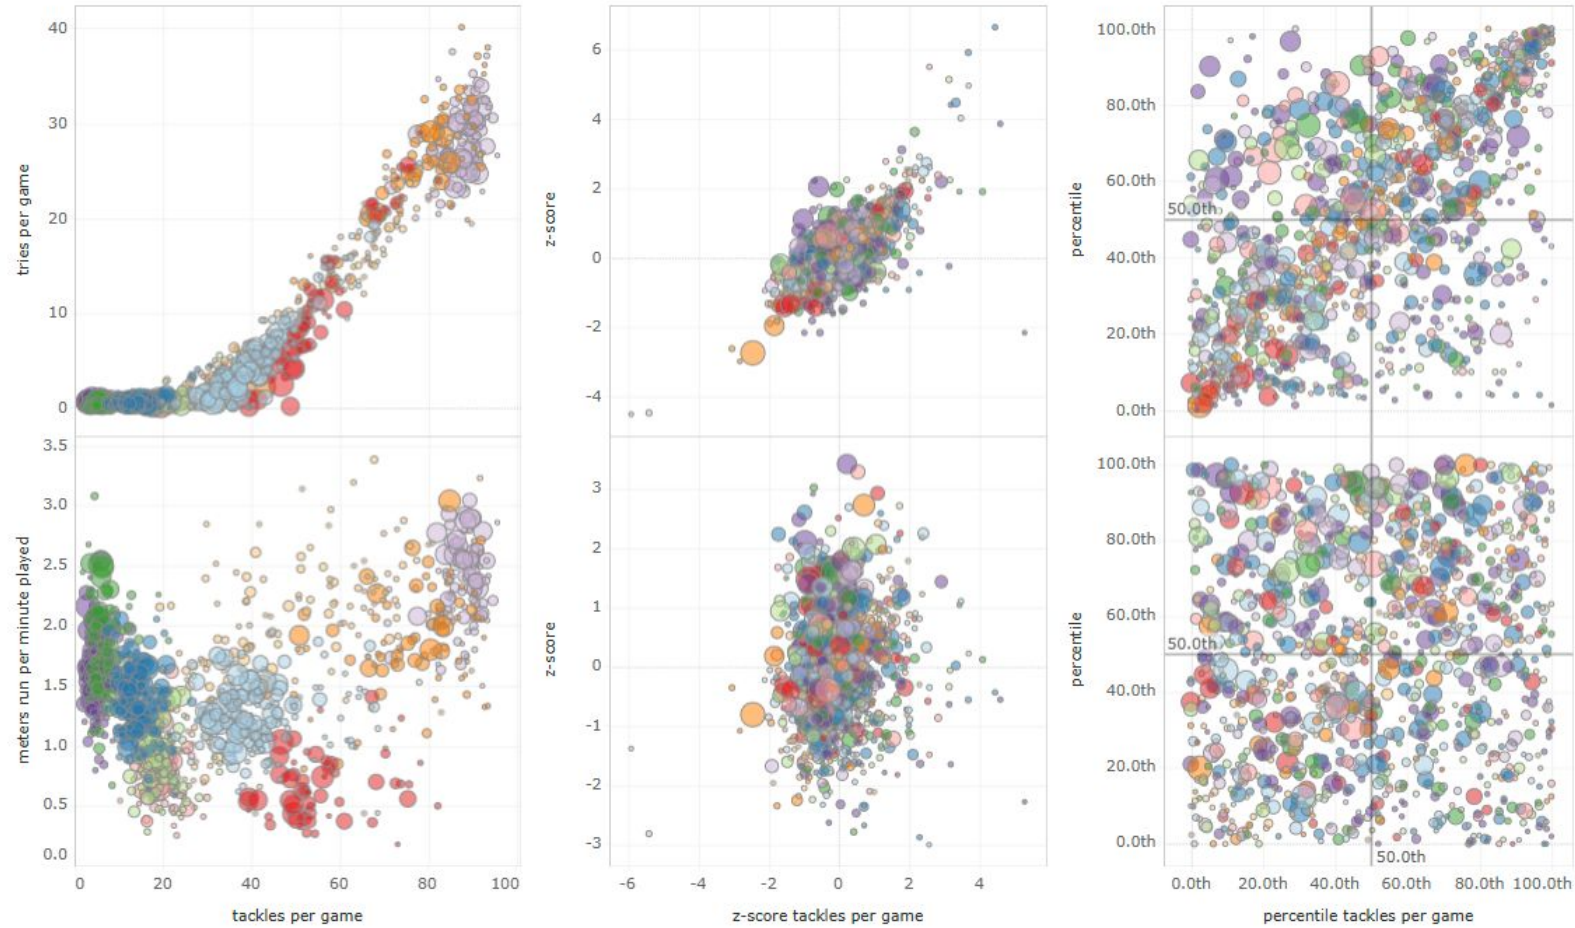 40
30
20
10
0
tries per game
6
4
2
0
-2
-4
z-score
100.0th
80.0th
60.0th
40.0th
20.0th
0.0th
percentile
50.0th
3.5
3.0
2.5
2.0
1.5
1.0
0.5
0.0
meters run per minute played
3
2
1
0
-1
-2
-3
z-score
100.0th
80.0th
60.0th
40.0th
20.0th
0.0th
percentile
50.0th
50.0th
0 20 40 60 80 100
-6 -4 -2 0 2 4
0.0th 20.0th 40.0th 60.0th 80.0th 100.0th
tackles per game
z-score tackles per game
percentile tackles per game